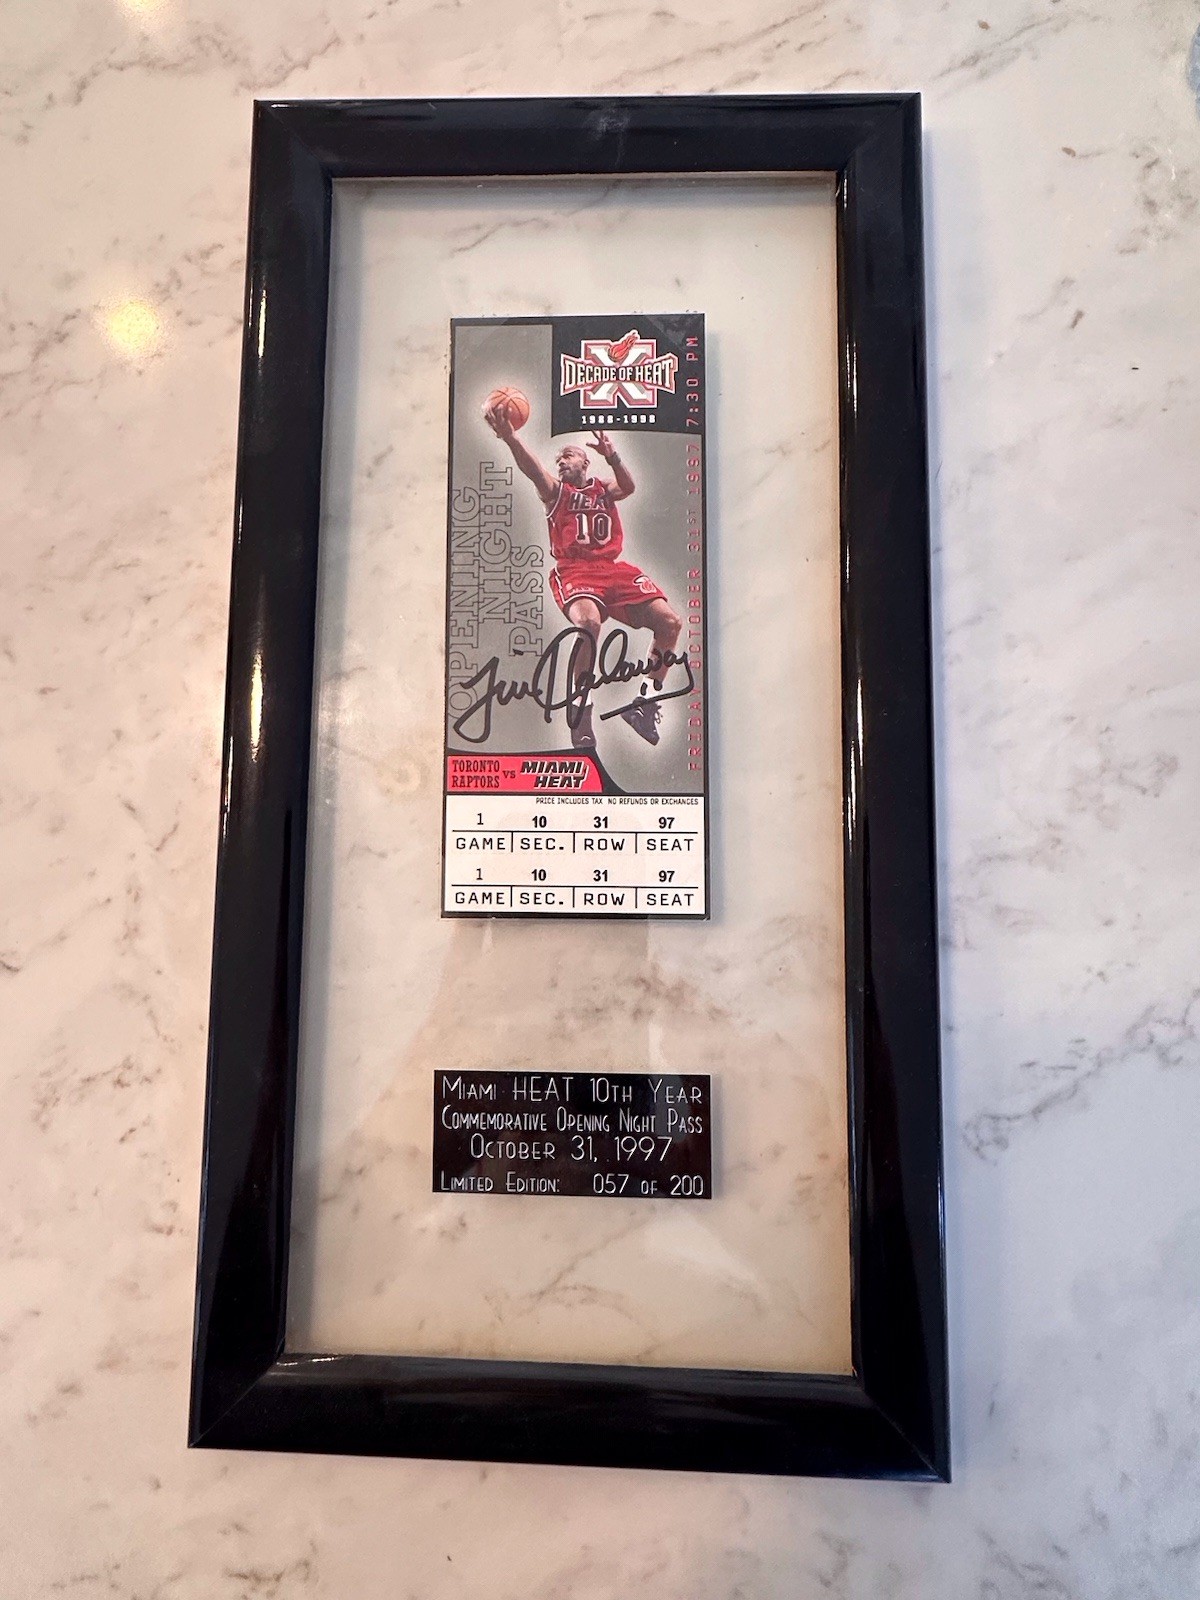 DECADE OF HEAT
X
1988-1998
FRIDAY OCTOBER 31ST 1997 7:30 PM
OPENING
NIGHT
PASS
HEAT
10
Tim Hardaway
TORONTO
RAPTORS
VS
MIAMI
HEAT
PRICE INCLUDES TAX NO REFUNDS OR EXCHANGES
1 10 31 97
GAME SEC. ROW SEAT
1 10 31 97
GAME SEC. ROW SEAT
MIAMI HEAT 10TH YEAR
COMMEMORATIVE OPENING NIGHT PASS
OCTOBER 31, 1997
LIMITED EDITION: 057 OF 200